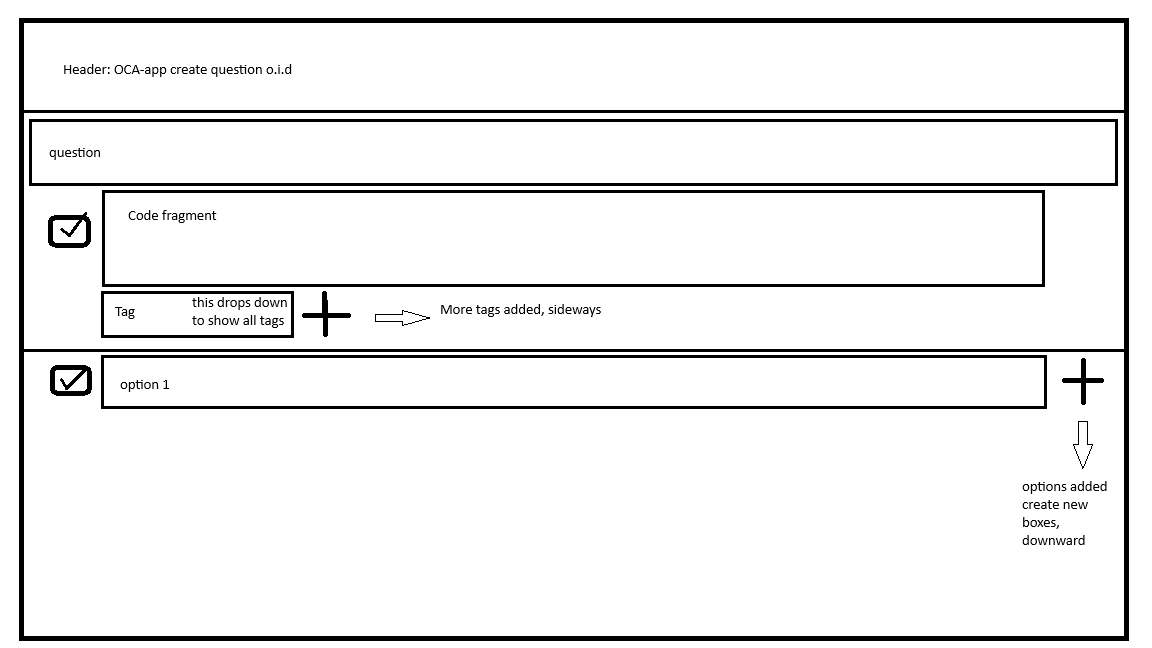 Header: OCA-app create question o.i.d
question
Code fragment
Tag
this drops down
to show all tags
More tags added, sideways
option 1
options added
create new
boxes,
downward